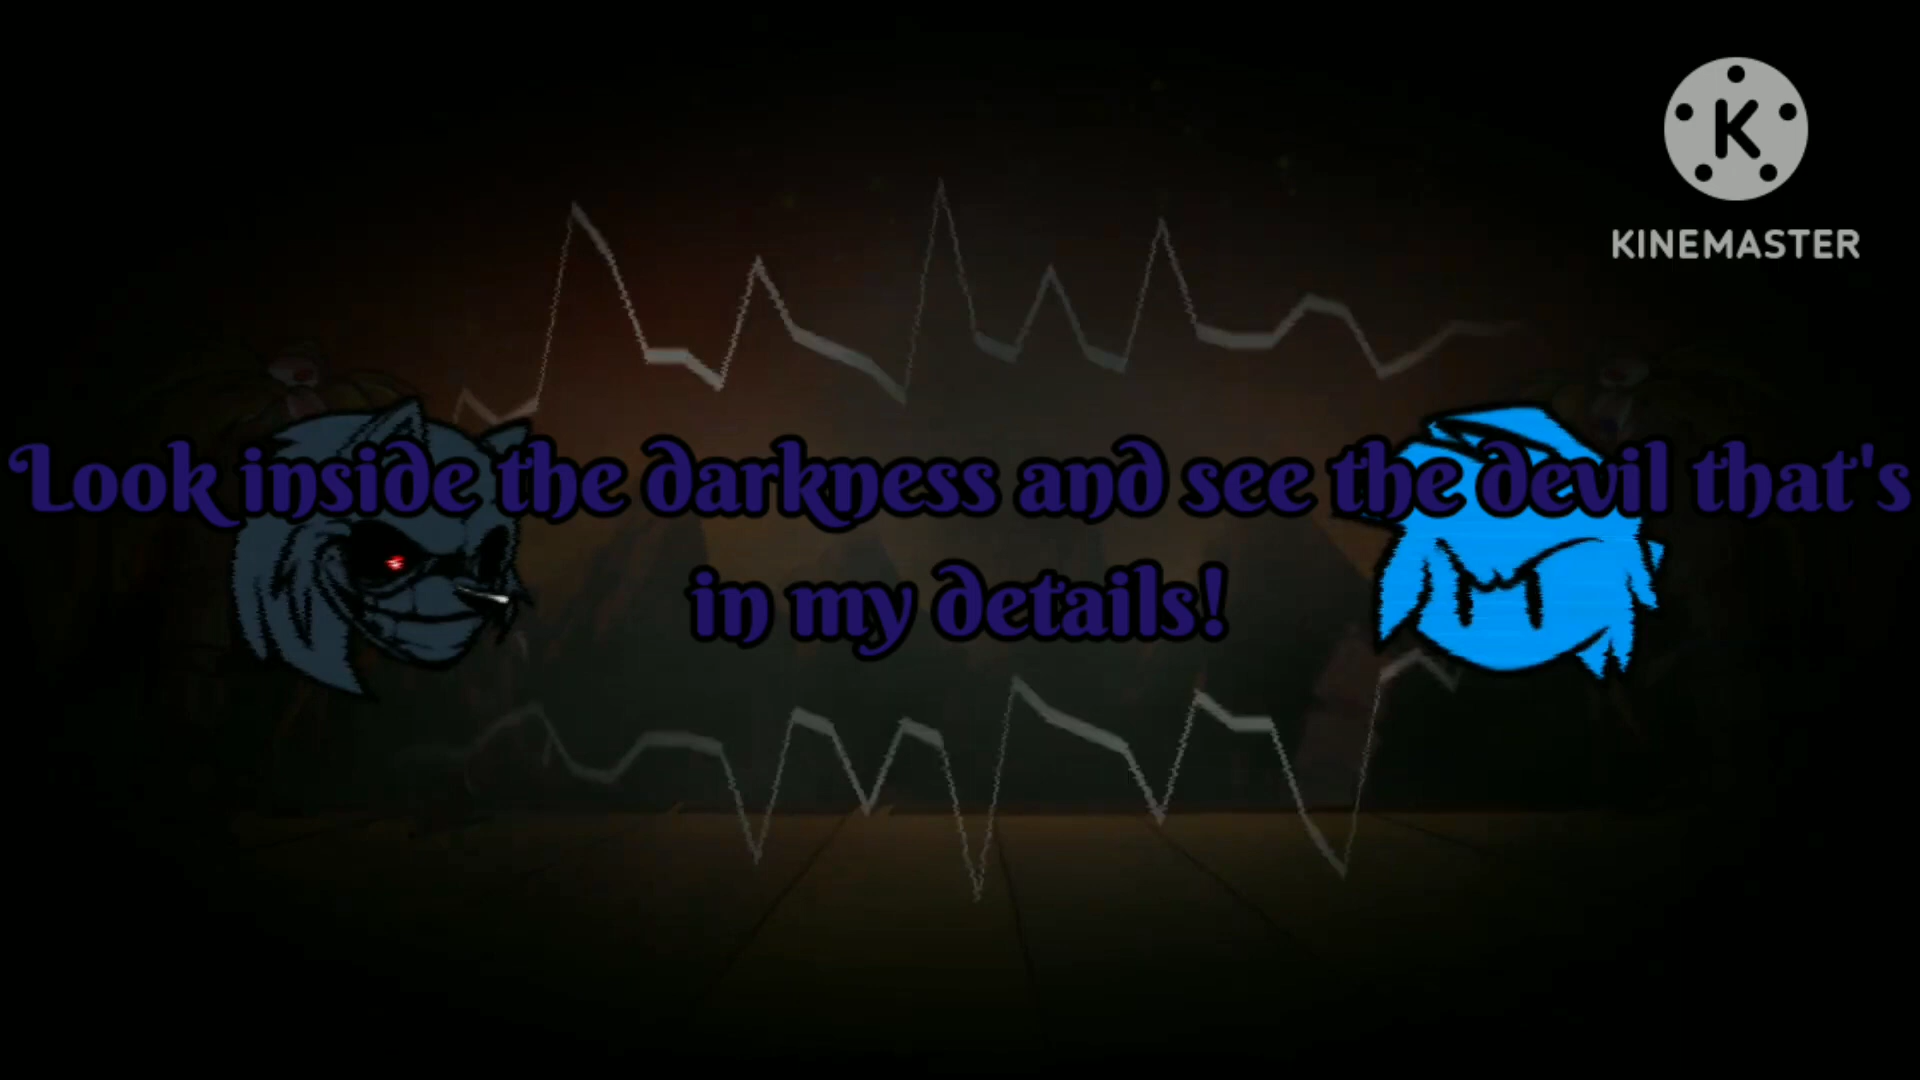 K
KINEMASTER
Look inside the darkness and see the devil that's
in my details!